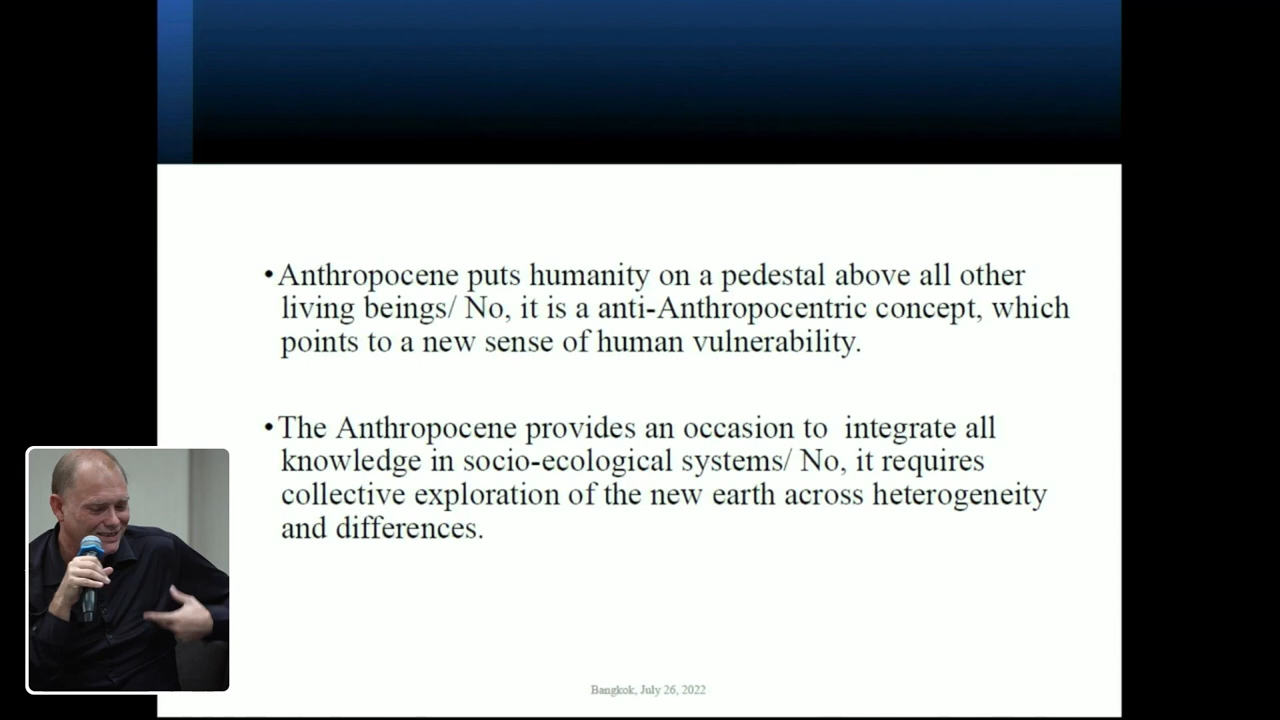 •Anthropocene puts humanity on a pedestal above all other
living beings/ No, it is a anti-Anthropocentric concept, which
points to a new sense of human vulnerability.
•The Anthropocene provides an occasion to  integrate all
knowledge in socio-ecological systems/ No, it requires
collective exploration of the new earth across heterogeneity
and differences.
Bangkok, July 26, 2022